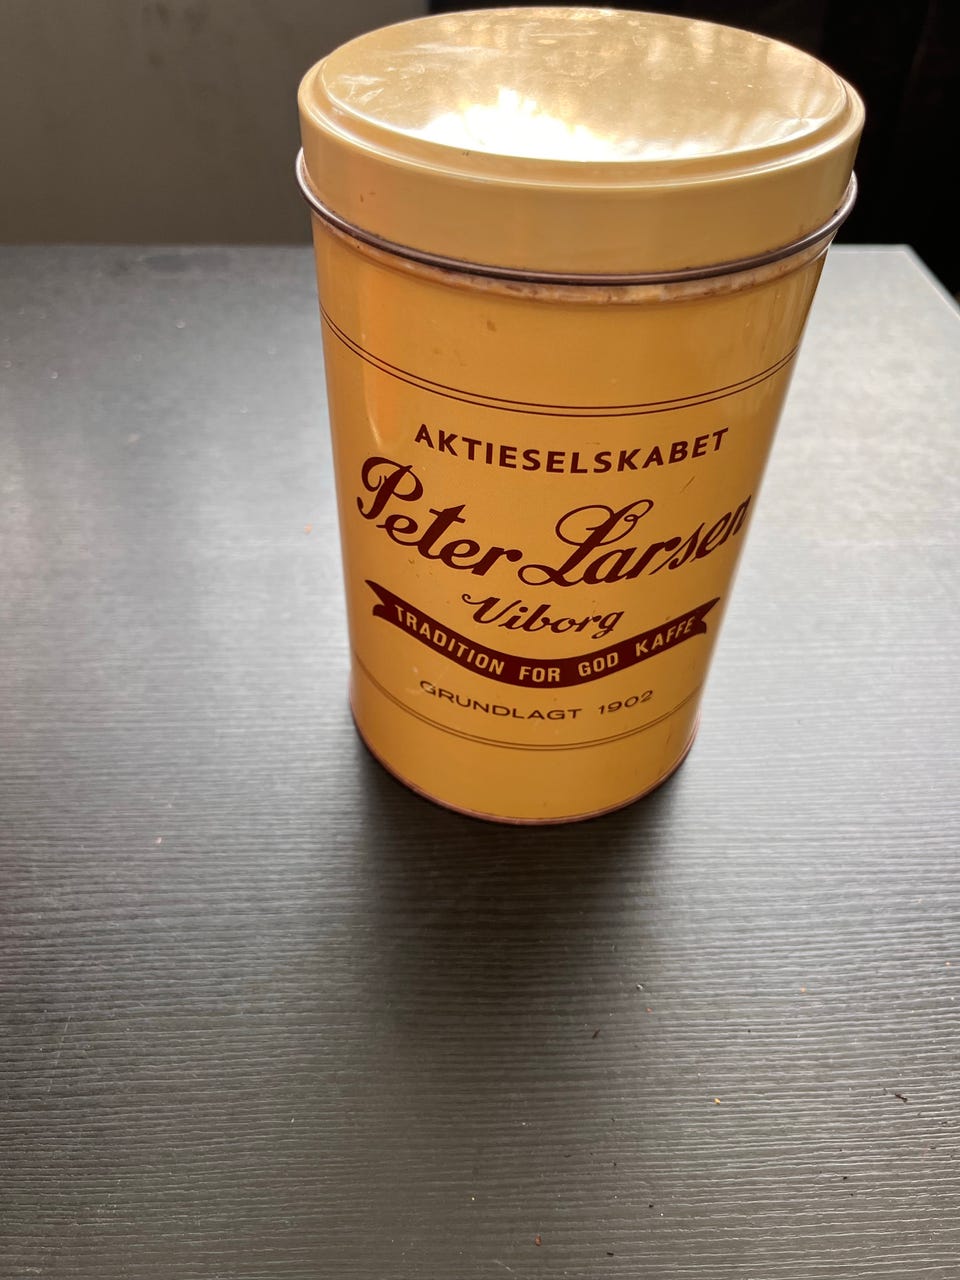 AKTIESELSKABET
Peter Larsen
Viborg
TRADITION FOR GOD KAFFE
GRUNDLAGT 1902